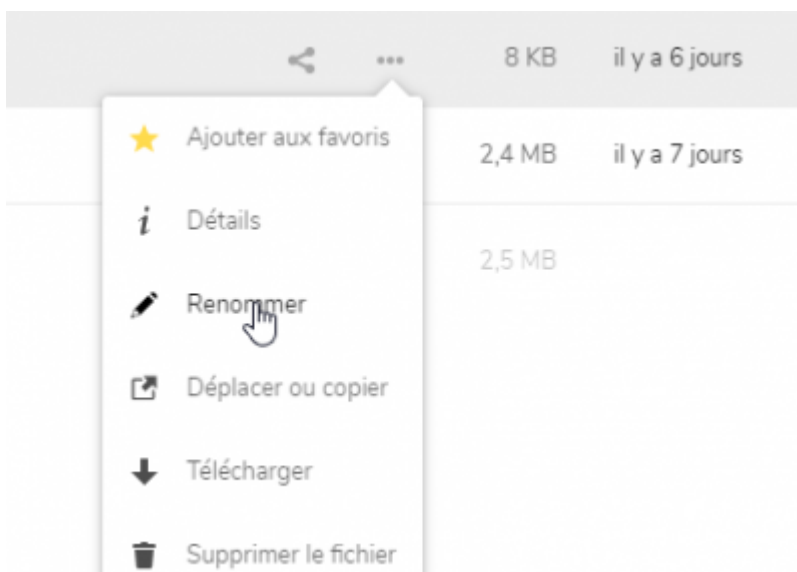 8 KB il y a 6 jours
Ajouter aux favoris
2,4 MB il y a 7 jours
Détails
2,5 MB
Renommer
Déplacer ou copier
Télécharger
Supprimer le fichier